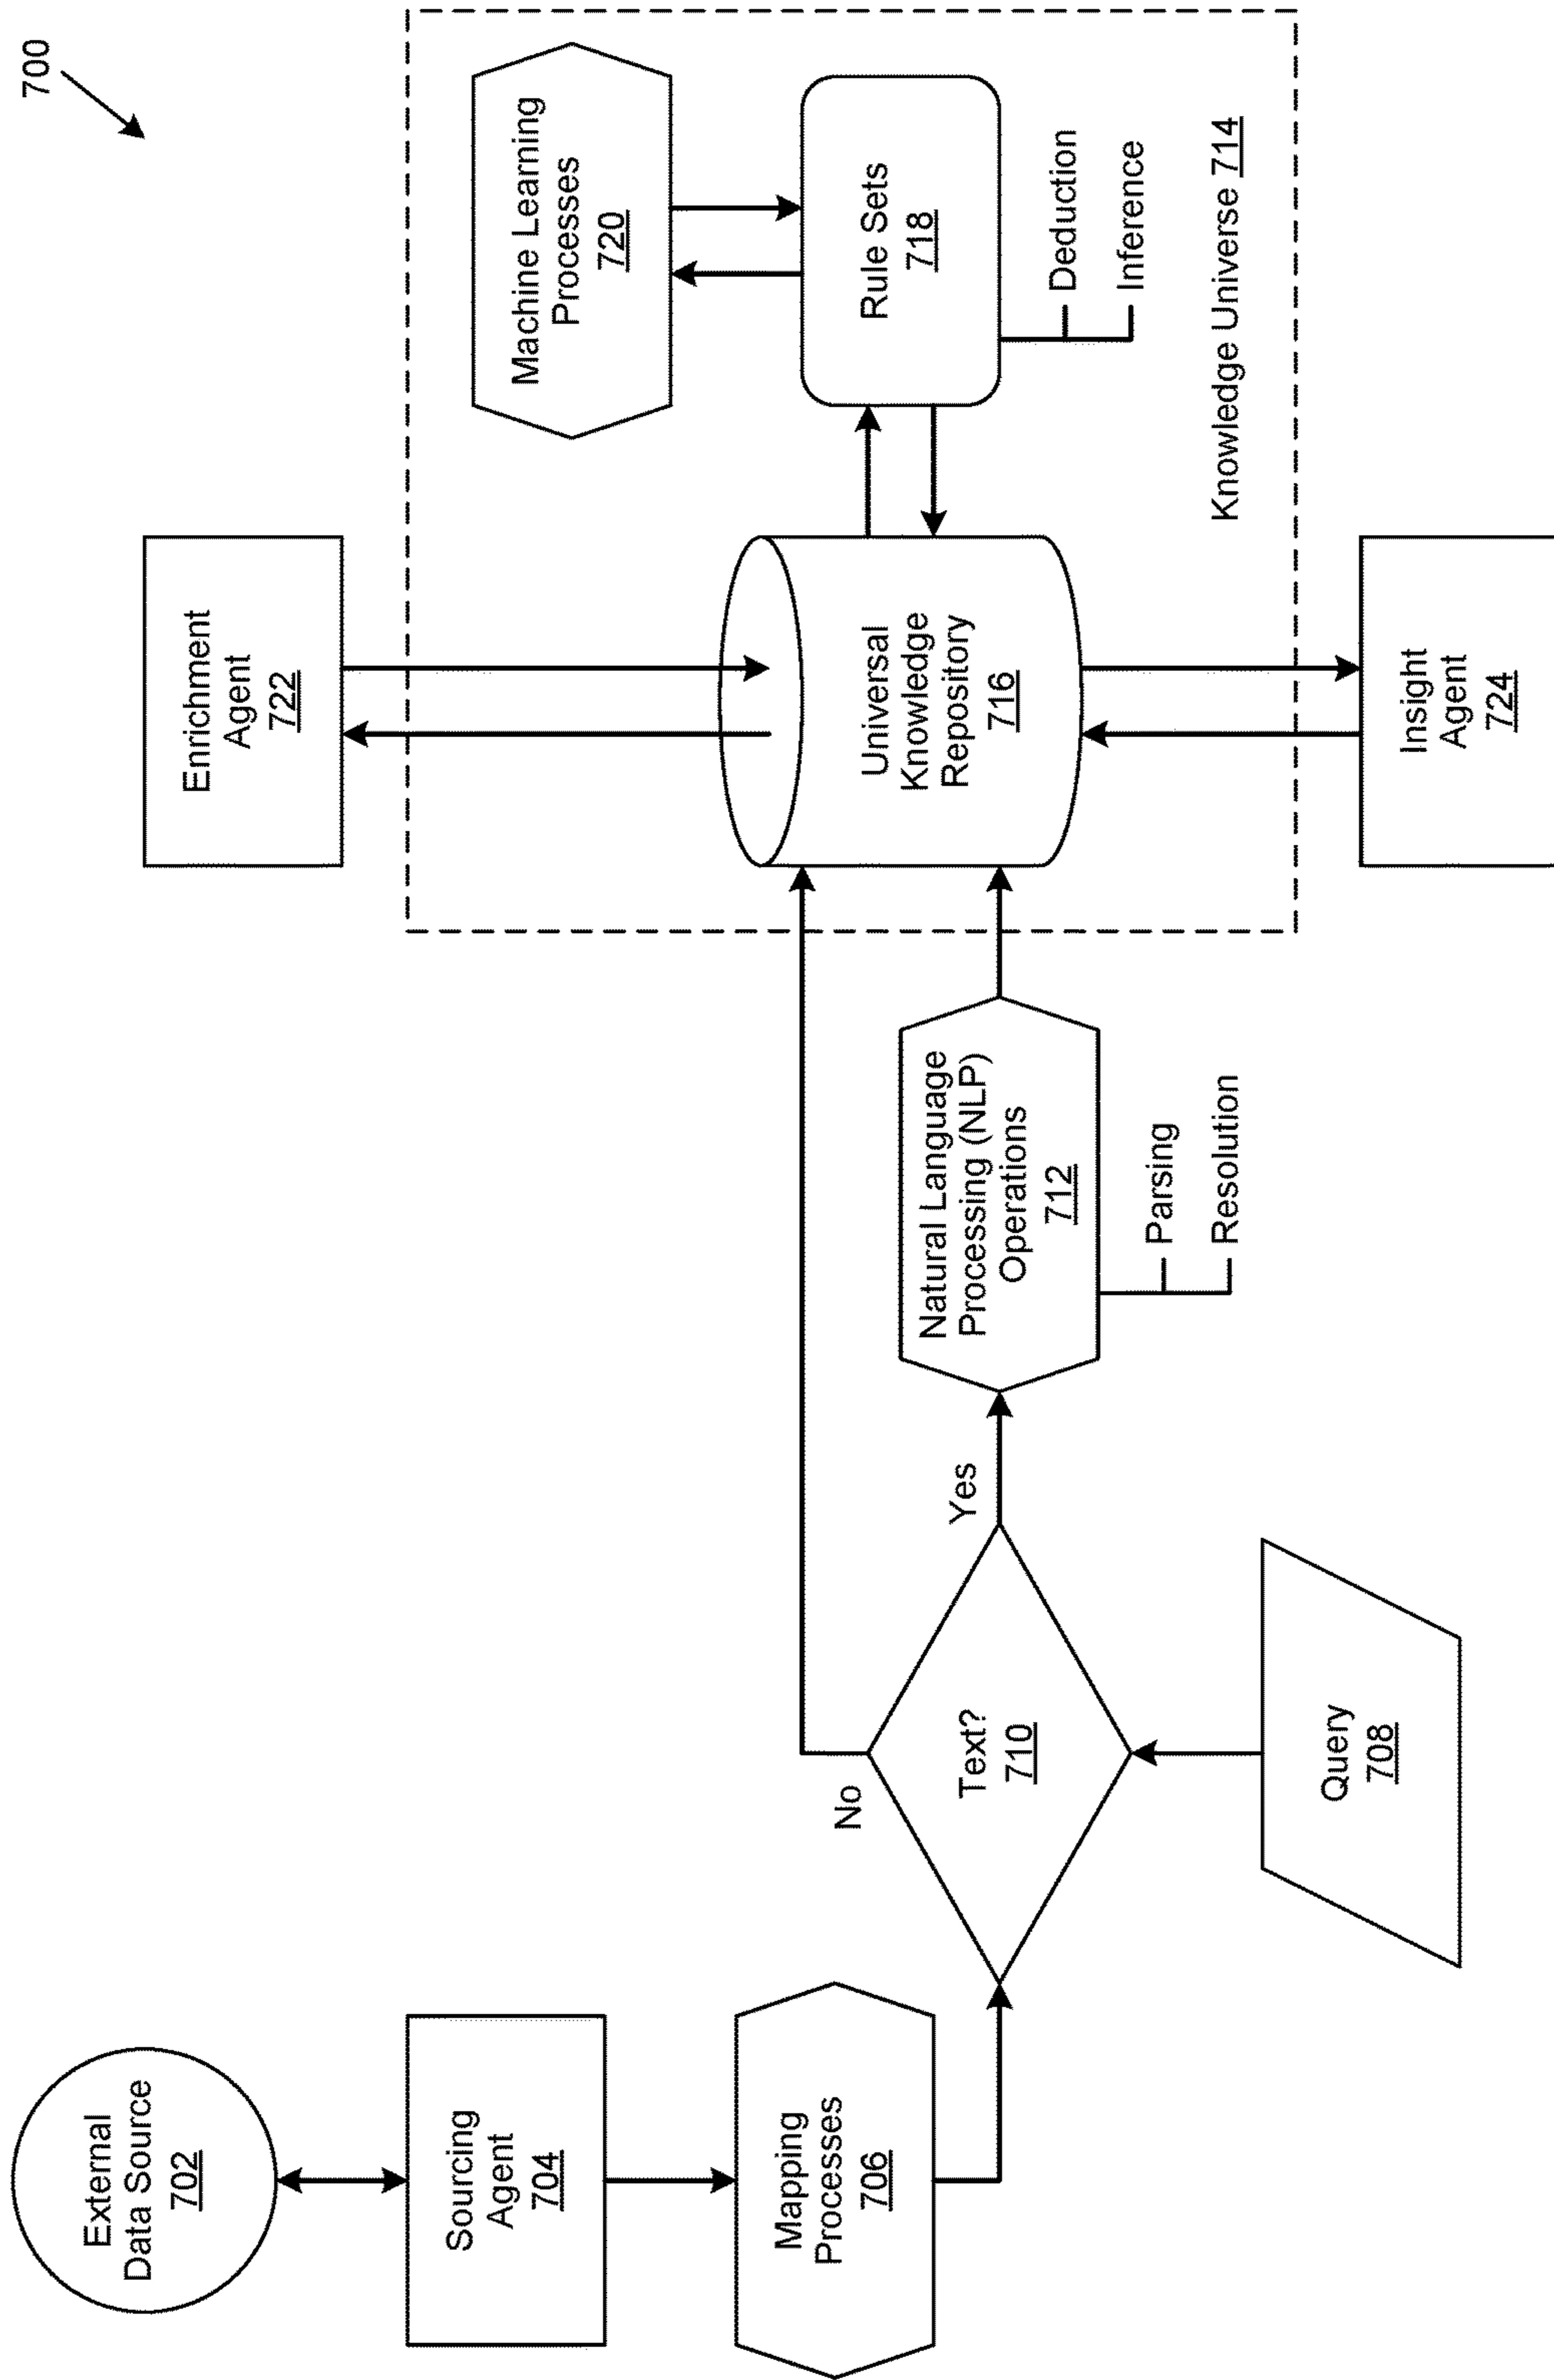 700
External
Data Source
702
Sourcing
Agent
704
Mapping
Processes
706
Query
708
Text?
710
No
Yes
Natural Language
Processing (NLP)
Operations
712
Parsing
Resolution
Enrichment
Agent
722
Universal
Knowledge
Repository
716
Insight
Agent
724
Machine Learning
Processes
720
Rule Sets
718
Deduction
Inference
Knowledge Universe 714